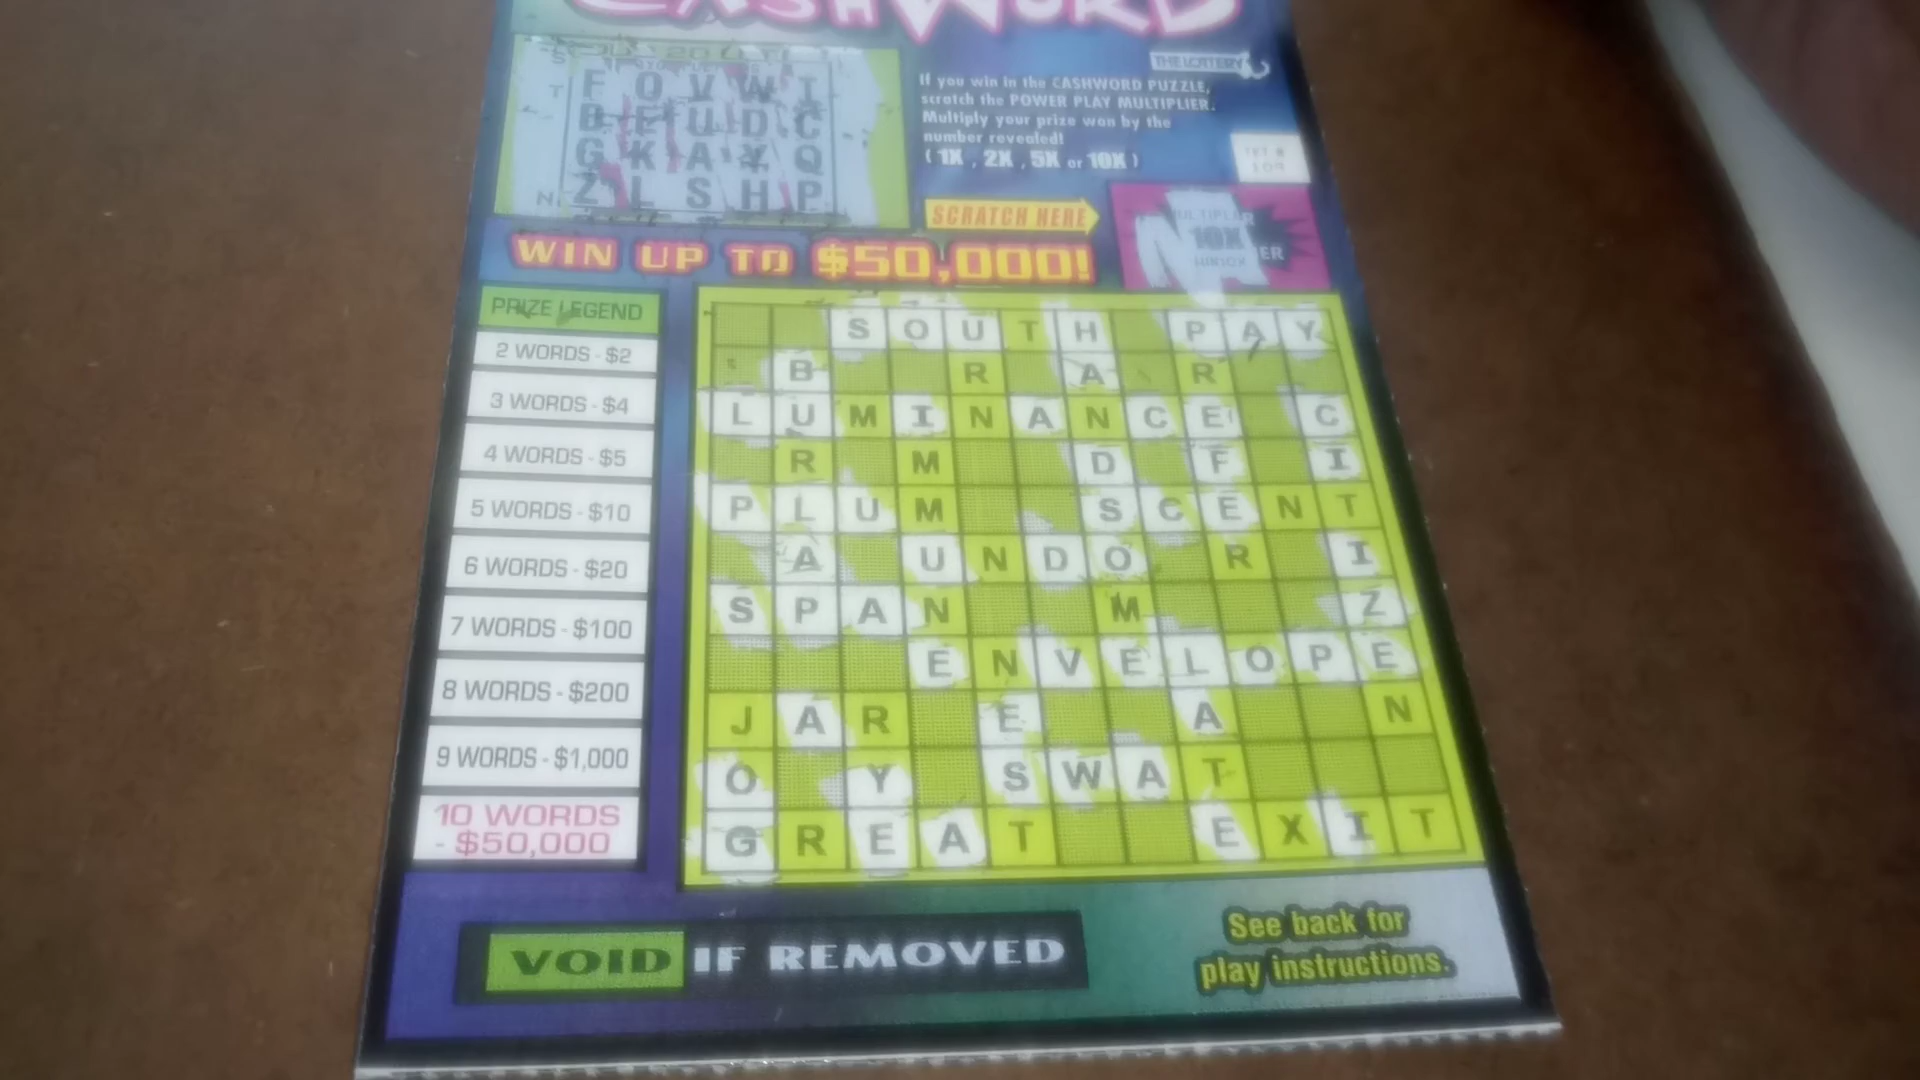 CASHWORD
THE LOTTERY
F O V W I
B E U D C
G K A Y Q
Z L S H P
If you win in the CASHWORD PUZZLE,
scratch the POWER PLAY MULTIPLIER.
Multiply your prize won by the
number revealed!
( 1X , 2X , 5X or 10X )
TKT #
109
SCRATCH HERE
10X
WIN UP TO $50,000!
PRIZE LEGEND
2 WORDS - $2
3 WORDS - $4
4 WORDS - $5
5 WORDS - $10
6 WORDS - $20
7 WORDS - $100
8 WORDS - $200
9 WORDS - $1,000
10 WORDS
- $50,000
S O U T H P A Y
B R A R
L U M I N A N C E C
R M D F I
P L U M S C E N T
A U N D O R I
S P A N M Z
E N V E L O P E
J A R E A N
O Y S W A T
G R E A T E X I T
VOID IF REMOVED
See back for
play instructions.